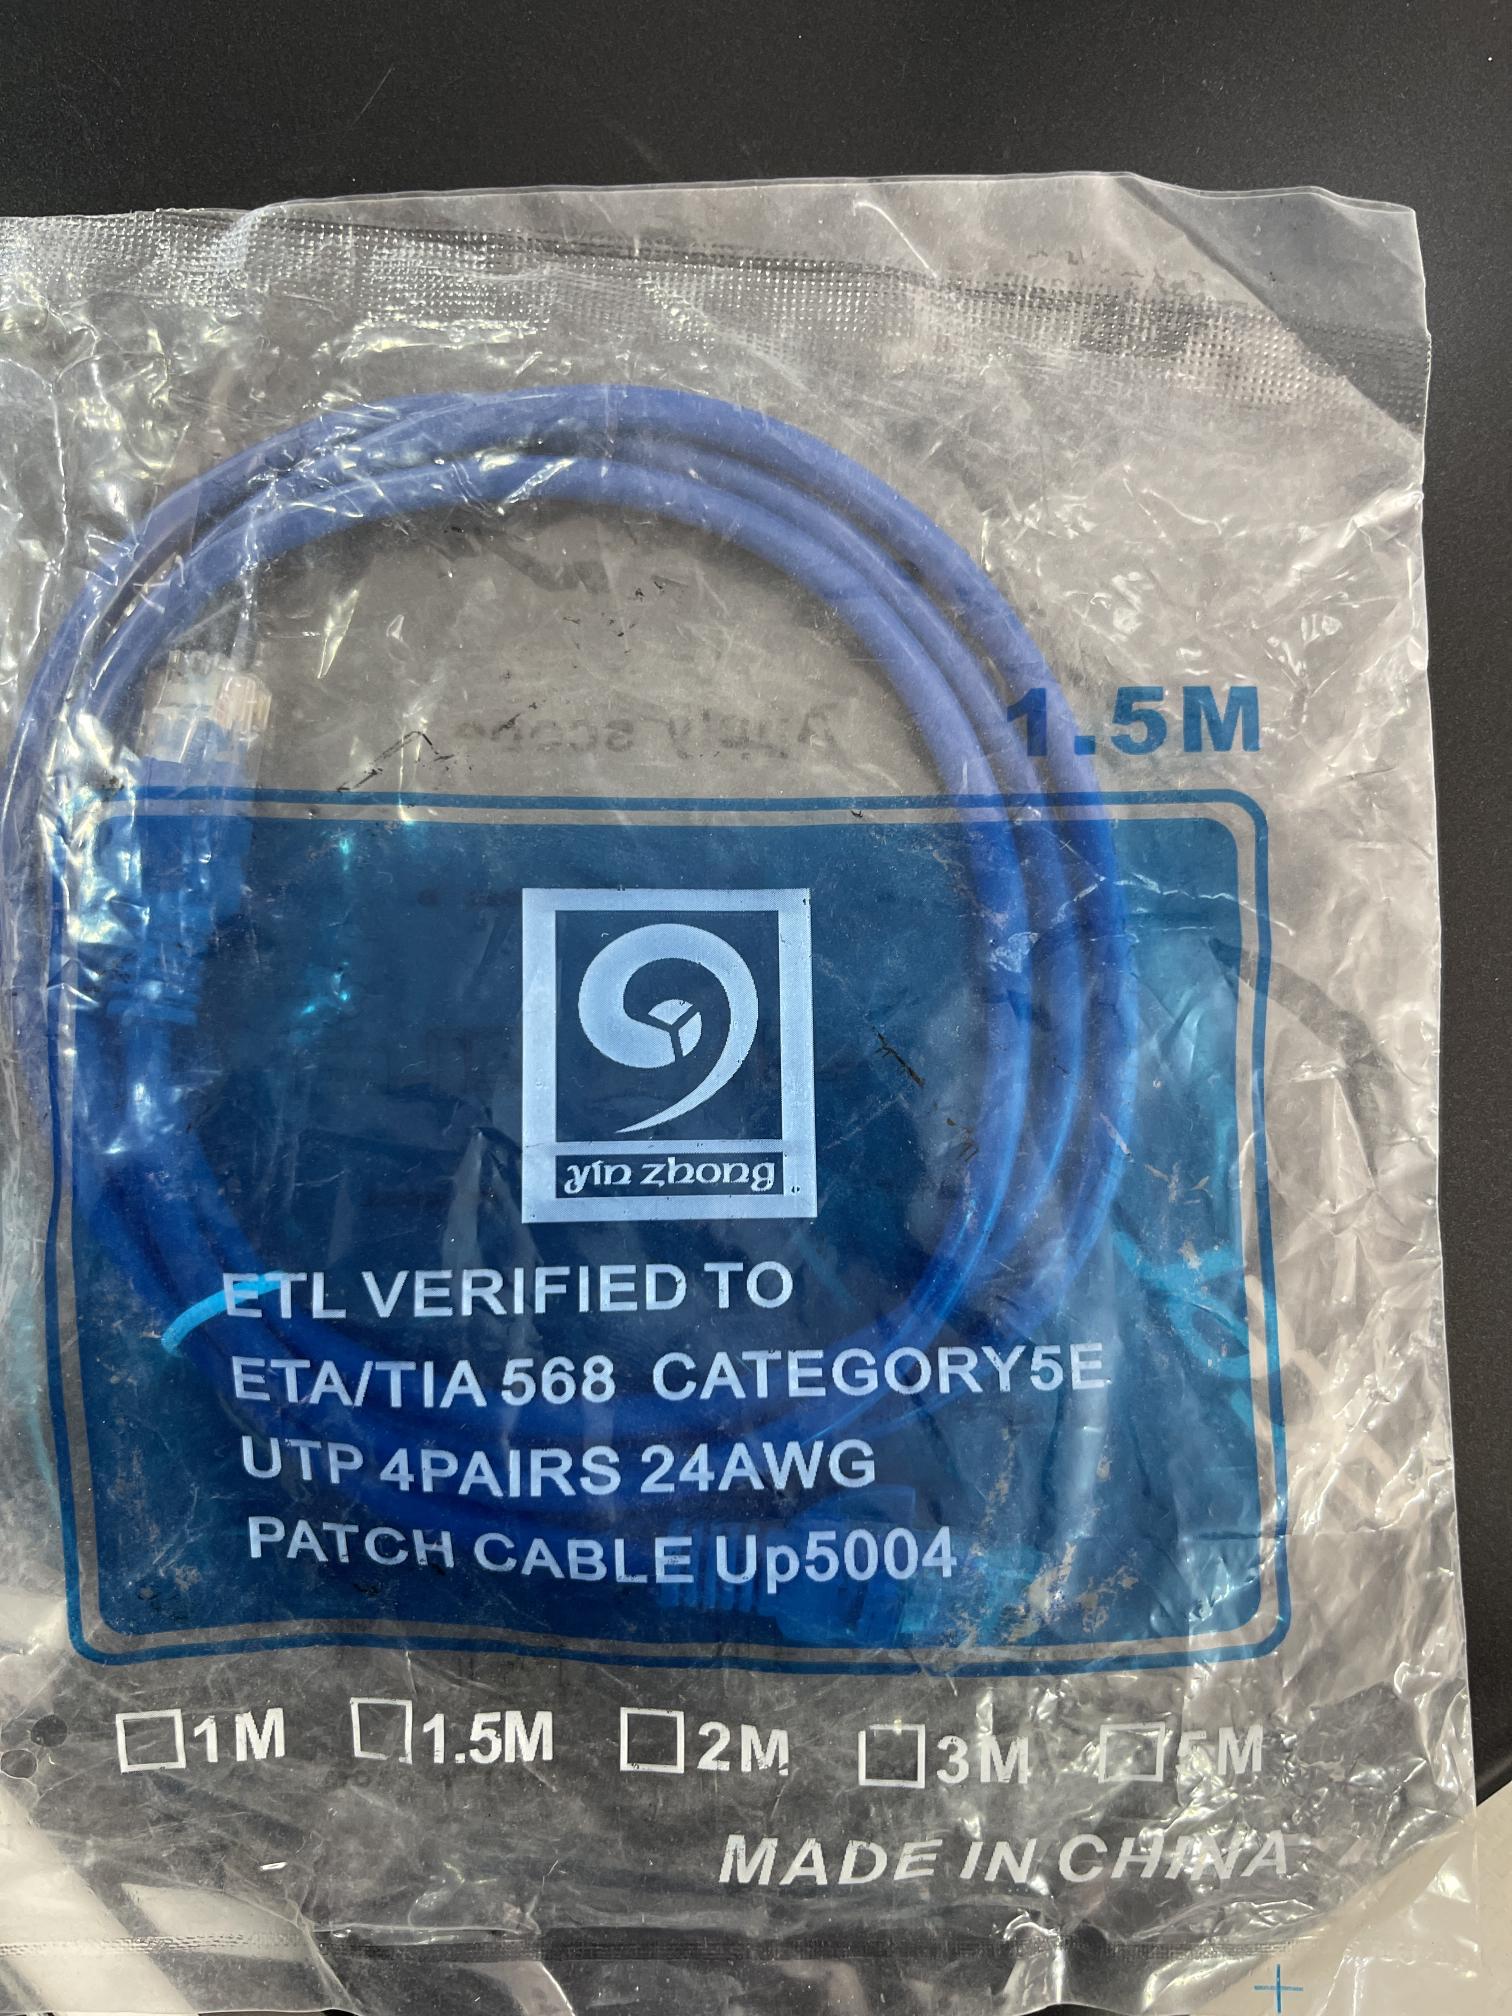 1.5M
yin zhong
ETL VERIFIED TO
ETA/TIA 568 CATEGORY5E
UTP 4PAIRS 24AWG
PATCH CABLE Up5004
1M 1.5M 2M 3M 5M
MADE IN CHINA